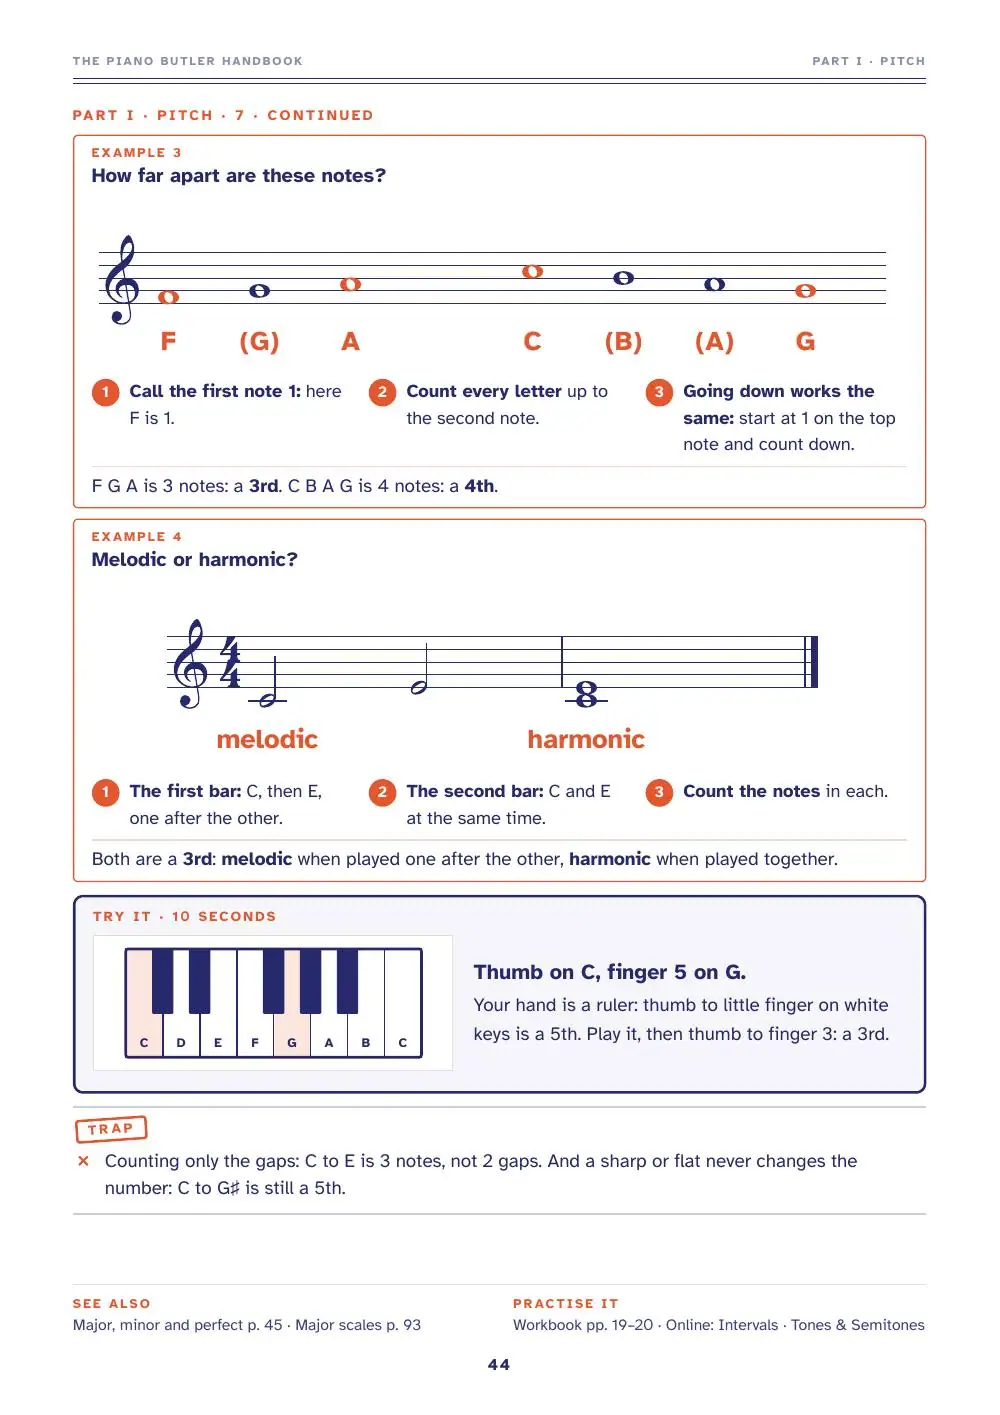 THE PIANO BUTLER HANDBOOK
PART I · PITCH
PART I · PITCH · 7 · CONTINUED
EXAMPLE 3
How far apart are these notes?
F (G) A C (B) (A) G
1 Call the first note 1: here
F is 1.
2 Count every letter up to
the second note.
3 Going down works the
same: start at 1 on the top
note and count down.
F G A is 3 notes: a 3rd. C B A G is 4 notes: a 4th.
EXAMPLE 4
Melodic or harmonic?
4
4
melodic harmonic
1 The first bar: C, then E,
one after the other.
2 The second bar: C and E
at the same time.
3 Count the notes in each.
Both are a 3rd: melodic when played one after the other, harmonic when played together.
TRY IT · 10 SECONDS
C D E F G A B C
Thumb on C, finger 5 on G.
Your hand is a ruler: thumb to little finger on white
keys is a 5th. Play it, then thumb to finger 3: a 3rd.
TRAP
× Counting only the gaps: C to E is 3 notes, not 2 gaps. And a sharp or flat never changes the
number: C to G♯ is still a 5th.
SEE ALSO
Major, minor and perfect p. 45 · Major scales p. 93
PRACTISE IT
Workbook pp. 19–20 · Online: Intervals · Tones & Semitones
44